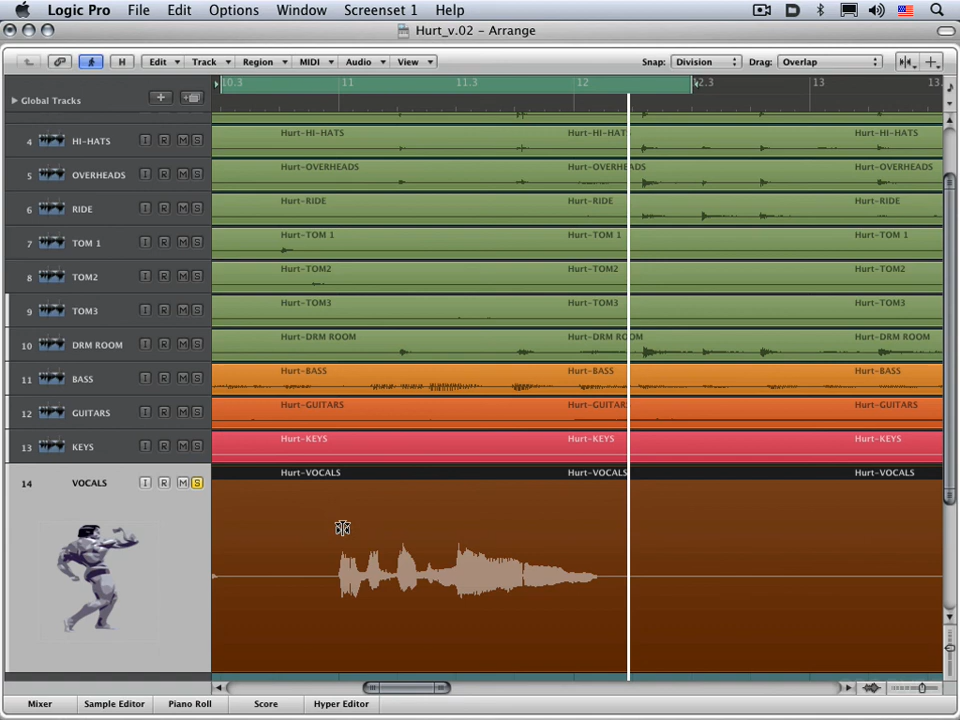 Logic Pro File Edit Options Window Screenset 1 Help
Hurt_v.02 – Arrange
H Edit Track Region MIDI Audio View Snap: Division Drag: Overlap
Global Tracks 10.3 11 11.3 12 2.3 13 13.
4 HI-HATS I R M S Hurt-HI-HATS Hurt-HI-HATS Hurt-HI-HATS
5 OVERHEADS I R M S Hurt-OVERHEADS Hurt-OVERHEADS Hurt-OVERHEADS
6 RIDE I R M S Hurt-RIDE Hurt-RIDE Hurt-RIDE
7 TOM 1 I R M S Hurt-TOM 1 Hurt-TOM 1 Hurt-TOM 1
8 TOM2 I R M S Hurt-TOM2 Hurt-TOM2 Hurt-TOM2
9 TOM3 I R M S Hurt-TOM3 Hurt-TOM3 Hurt-TOM3
10 DRM ROOM I R M S Hurt-DRM ROOM Hurt-DRM ROOM Hurt-DRM ROOM
11 BASS I R M S Hurt-BASS Hurt-BASS Hurt-BASS
12 GUITARS I R M S Hurt-GUITARS Hurt-GUITARS Hurt-GUITARS
13 KEYS I R M S Hurt-KEYS Hurt-KEYS Hurt-KEYS
14 VOCALS I R M S Hurt-VOCALS Hurt-VOCALS Hurt-VOCALS
Mixer Sample Editor Piano Roll Score Hyper Editor